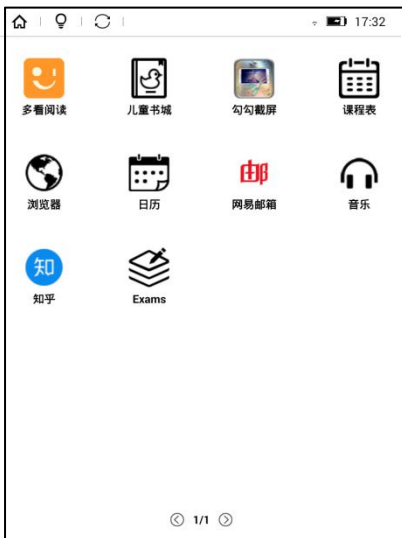 17:32
多看阅读 儿童书城 勾勾截屏 课程表
邮
浏览器 日历 网易邮箱 音乐
知
知乎 Exams
1/1